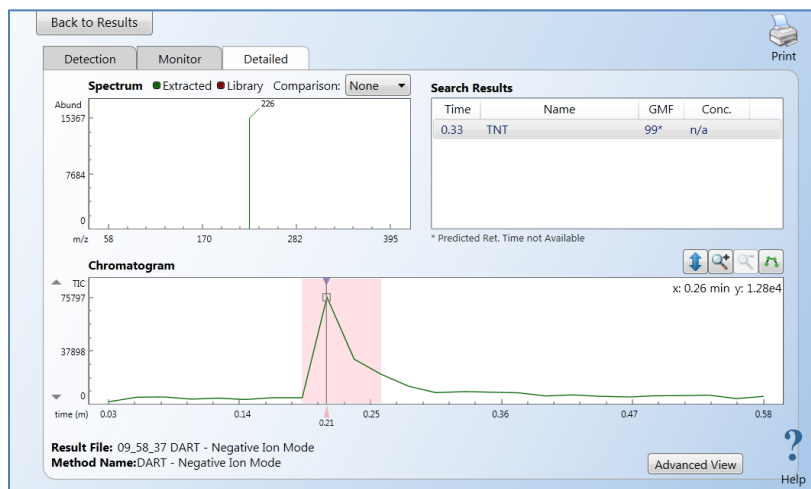 Back to Results
Print
Detection Monitor Detailed
Spectrum Extracted Library Comparison: None
Abund
15367
7684
0
226
m/z 58 170 282 395
Search Results
Time Name GMF Conc.
0.33 TNT 99* n/a
* Predicted Ret. Time not Available
Chromatogram
TIC
75797
37898
0
x: 0.26 min y: 1.28e4
time (m) 0.03 0.14 0.25 0.36 0.47 0.58
0.21
Result File: 09_58_37 DART - Negative Ion Mode
Method Name:DART - Negative Ion Mode
Advanced View
?
Help